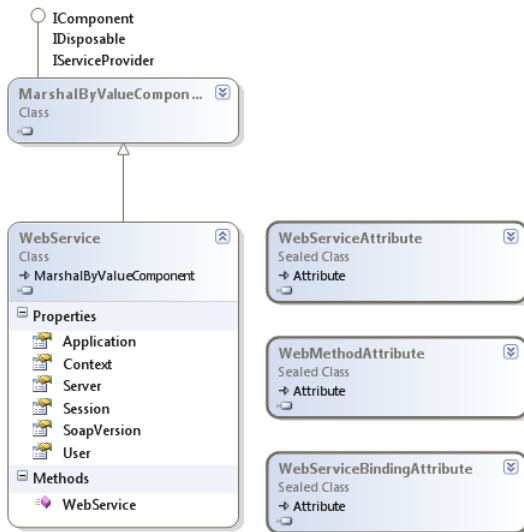 IComponent
IDisposable
IServiceProvider
MarshalByValueCompon...
Class
WebService
Class
MarshalByValueComponent
Properties
Application
Context
Server
Session
SoapVersion
User
Methods
WebService
WebServiceAttribute
Sealed Class
Attribute
WebMethodAttribute
Sealed Class
Attribute
WebServiceBindingAttribute
Sealed Class
Attribute